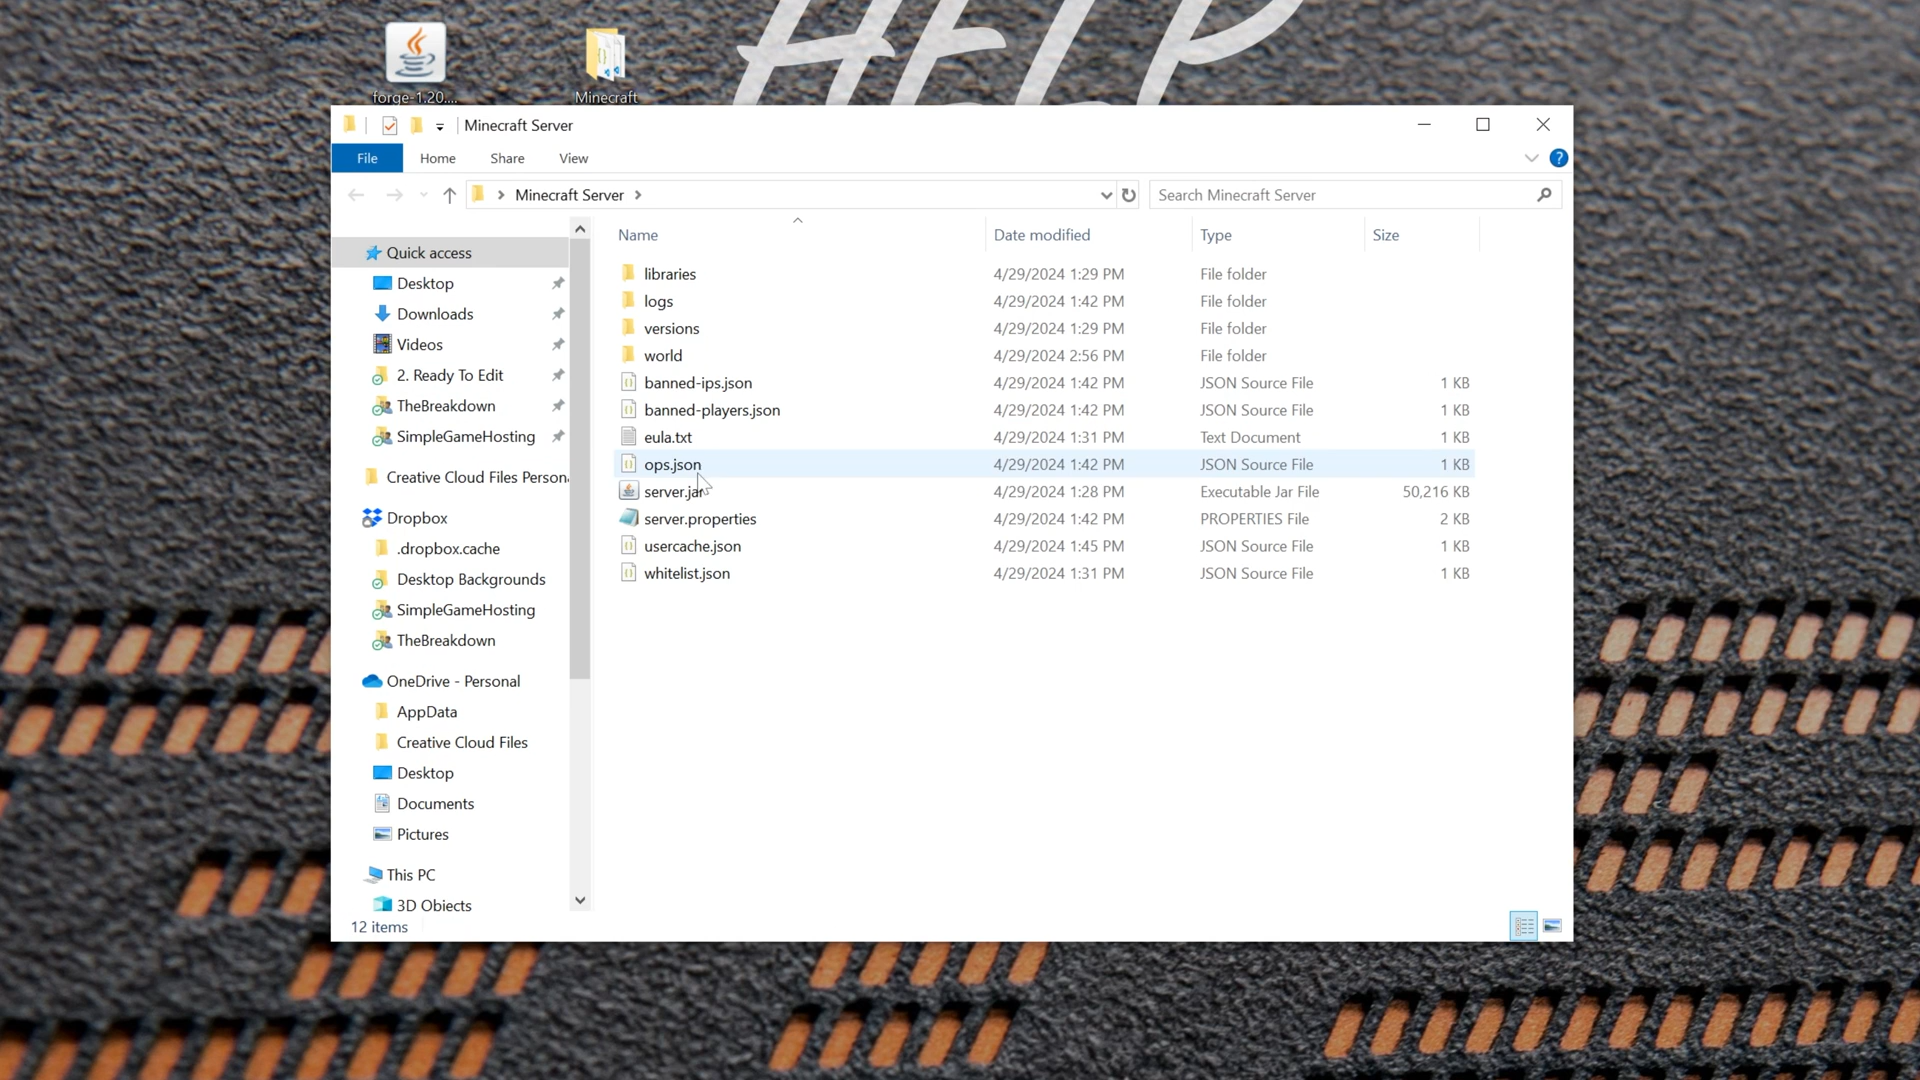 HELP
forge-1.20....
Minecraft
Minecraft Server
File
Home
Share
View
?
Minecraft Server
Search Minecraft Server
Name
Date modified
Type
Size
Quick access
Desktop
Downloads
Videos
2. Ready To Edit
TheBreakdown
SimpleGameHosting
Creative Cloud Files Person
Dropbox
.dropbox.cache
Desktop Backgrounds
SimpleGameHosting
TheBreakdown
OneDrive - Personal
AppData
Creative Cloud Files
Desktop
Documents
Pictures
This PC
3D Objects
libraries 4/29/2024 1:29 PM File folder
logs 4/29/2024 1:42 PM File folder
versions 4/29/2024 1:29 PM File folder
world 4/29/2024 2:56 PM File folder
banned-ips.json 4/29/2024 1:42 PM JSON Source File 1 KB
banned-players.json 4/29/2024 1:42 PM JSON Source File 1 KB
eula.txt 4/29/2024 1:31 PM Text Document 1 KB
ops.json 4/29/2024 1:42 PM JSON Source File 1 KB
server.jar 4/29/2024 1:28 PM Executable Jar File 50,216 KB
server.properties 4/29/2024 1:42 PM PROPERTIES File 2 KB
usercache.json 4/29/2024 1:45 PM JSON Source File 1 KB
whitelist.json 4/29/2024 1:31 PM JSON Source File 1 KB
12 items